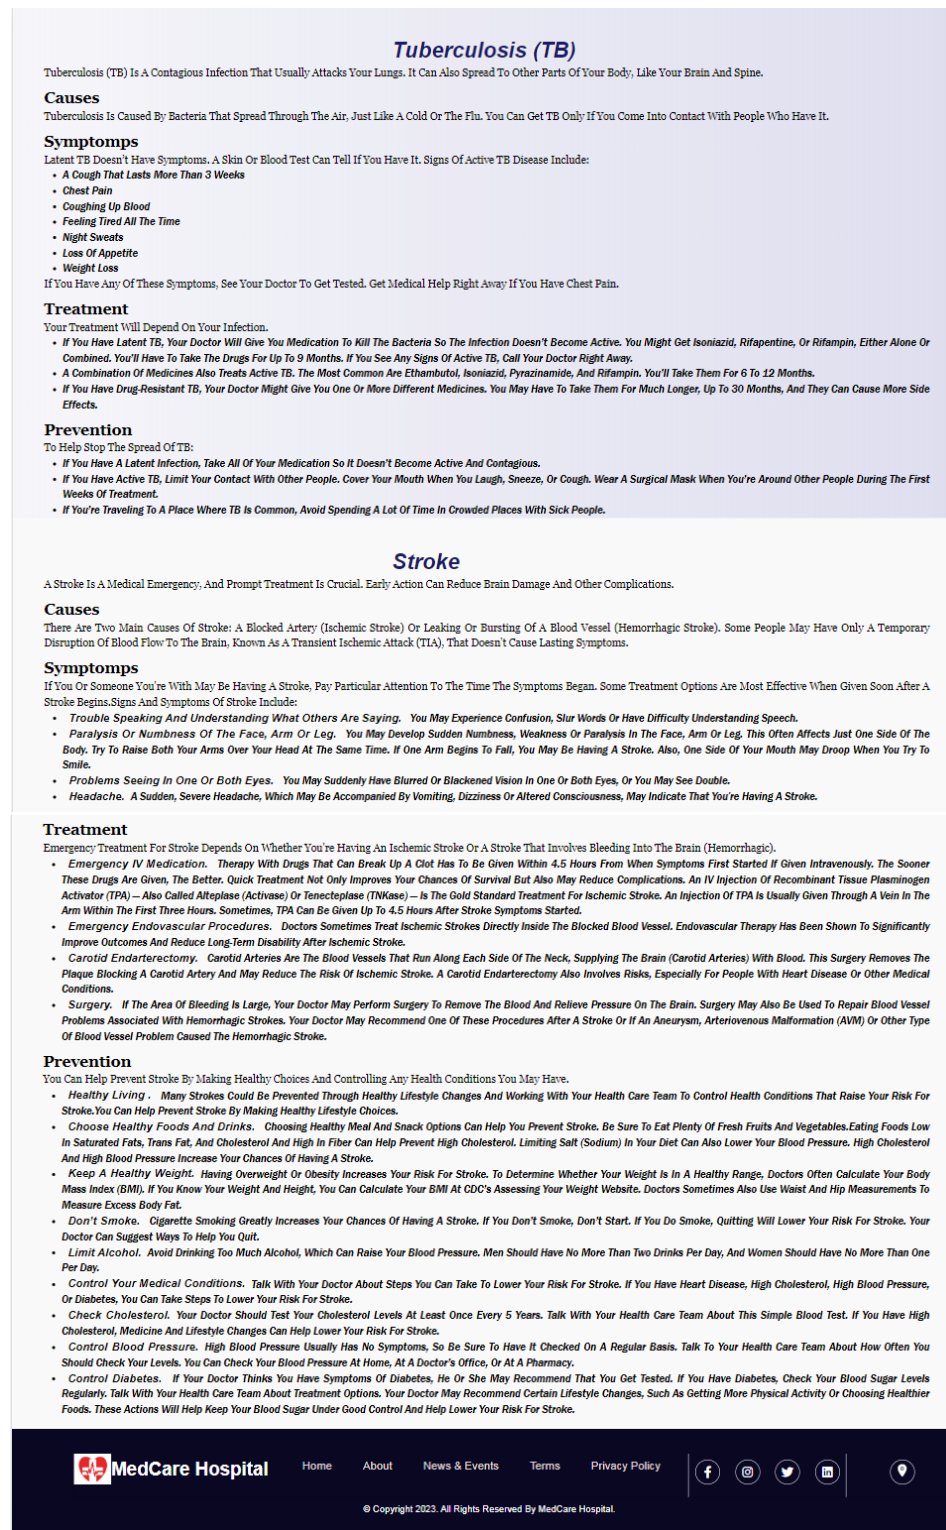 Tuberculosis (TB)
Tuberculosis (TB) Is A Contagious Infection That Usually Attacks Your Lungs. It Can Also Spread To Other Parts Of Your Body, Like Your Brain And Spine.
Causes
Tuberculosis Is Caused By Bacteria That Spread Through The Air, Just Like A Cold Or The Flu. You Can Get TB Only If You Come Into Contact With People Who Have It.
Symptomps
Latent TB Doesn't Have Symptoms. A Skin Or Blood Test Can Tell If You Have It. Signs Of Active TB Disease Include:
• A Cough That Lasts More Than 3 Weeks
• Chest Pain
• Coughing Up Blood
• Feeling Tired All The Time
• Night Sweats
• Loss Of Appetite
• Weight Loss
If You Have Any Of These Symptoms, See Your Doctor To Get Tested. Get Medical Help Right Away If You Have Chest Pain.
Treatment
Your Treatment Will Depend On Your Infection.
• If You Have Latent TB, Your Doctor Will Give You Medication To Kill The Bacteria So The Infection Doesn't Become Active. You Might Get Isoniazid, Rifapentine, Or Rifampin, Either Alone Or
Combined. You'll Have To Take The Drugs For Up To 9 Months. If You See Any Signs Of Active TB, Call Your Doctor Right Away.
• A Combination Of Medicines Also Treats Active TB. The Most Common Are Ethambutol, Isoniazid, Pyrazinamide, And Rifampin. You'll Take Them For 6 To 12 Months.
• If You Have Drug-Resistant TB, Your Doctor Might Give You One Or More Different Medicines. You May Have To Take Them For Much Longer, Up To 30 Months, And They Can Cause More Side
Effects.
Prevention
To Help Stop The Spread Of TB:
• If You Have A Latent Infection, Take All Of Your Medication So It Doesn't Become Active And Contagious.
• If You Have Active TB, Limit Your Contact With Other People. Cover Your Mouth When You Laugh, Sneeze, Or Cough. Wear A Surgical Mask When You're Around Other People During The First
Weeks Of Treatment.
• If You're Traveling To A Place Where TB Is Common, Avoid Spending A Lot Of Time In Crowded Places With Sick People.
Stroke
A Stroke Is A Medical Emergency, And Prompt Treatment Is Crucial. Early Action Can Reduce Brain Damage And Other Complications.
Causes
There Are Two Main Causes Of Stroke: A Blocked Artery (Ischemic Stroke) Or Leaking Or Bursting Of A Blood Vessel (Hemorrhagic Stroke). Some People May Have Only A Temporary
Disruption Of Blood Flow To The Brain, Known As A Transient Ischemic Attack (TIA), That Doesn't Cause Lasting Symptoms.
Symptomps
If You Or Someone You're With May Be Having A Stroke, Pay Particular Attention To The Time The Symptoms Began. Some Treatment Options Are Most Effective When Given Soon After A
Stroke Begins.Signs And Symptoms Of Stroke Include:
• Trouble Speaking And Understanding What Others Are Saying. You May Experience Confusion, Slur Words Or Have Difficulty Understanding Speech.
• Paralysis Or Numbness Of The Face, Arm Or Leg. You May Develop Sudden Numbness, Weakness Or Paralysis In The Face, Arm Or Leg. This Often Affects Just One Side Of The
Body. Try To Raise Both Your Arms Over Your Head At The Same Time. If One Arm Begins To Fall, You May Be Having A Stroke. Also, One Side Of Your Mouth May Droop When You Try To
Smile.
• Problems Seeing In One Or Both Eyes. You May Suddenly Have Blurred Or Blackened Vision In One Or Both Eyes, Or You May See Double.
• Headache. A Sudden, Severe Headache, Which May Be Accompanied By Vomiting, Dizziness Or Altered Consciousness, May Indicate That You're Having A Stroke.
Treatment
Emergency Treatment For Stroke Depends On Whether You're Having An Ischemic Stroke Or A Stroke That Involves Bleeding Into The Brain (Hemorrhagic).
• Emergency IV Medication. Therapy With Drugs That Can Break Up A Clot Has To Be Given Within 4.5 Hours From When Symptoms First Started If Given Intravenously. The Sooner
These Drugs Are Given, The Better. Quick Treatment Not Only Improves Your Chances Of Survival But Also May Reduce Complications. An IV Injection Of Recombinant Tissue Plasminogen
Activator (TPA) — Also Called Alteplase (Activase) Or Tenecteplase (TNKase) — Is The Gold Standard Treatment For Ischemic Stroke. An Injection Of TPA Is Usually Given Through A Vein In The
Arm Within The First Three Hours. Sometimes, TPA Can Be Given Up To 4.5 Hours After Stroke Symptoms Started.
• Emergency Endovascular Procedures. Doctors Sometimes Treat Ischemic Strokes Directly Inside The Blocked Blood Vessel. Endovascular Therapy Has Been Shown To Significantly
Improve Outcomes And Reduce Long-Term Disability After Ischemic Stroke.
• Carotid Endarterectomy. Carotid Arteries Are The Blood Vessels That Run Along Each Side Of The Neck, Supplying The Brain (Carotid Arteries) With Blood. This Surgery Removes The
Plaque Blocking A Carotid Artery And May Reduce The Risk Of Ischemic Stroke. A Carotid Endarterectomy Also Involves Risks, Especially For People With Heart Disease Or Other Medical
Conditions.
• Surgery. If The Area Of Bleeding Is Large, Your Doctor May Perform Surgery To Remove The Blood And Relieve Pressure On The Brain. Surgery May Also Be Used To Repair Blood Vessel
Problems Associated With Hemorrhagic Strokes. Your Doctor May Recommend One Of These Procedures After A Stroke Or If An Aneurysm, Arteriovenous Malformation (AVM) Or Other Type
Of Blood Vessel Problem Caused The Hemorrhagic Stroke.
Prevention
You Can Help Prevent Stroke By Making Healthy Choices And Controlling Any Health Conditions You May Have.
• Healthy Living . Many Strokes Could Be Prevented Through Healthy Lifestyle Changes And Working With Your Health Care Team To Control Health Conditions That Raise Your Risk For
Stroke.You Can Help Prevent Stroke By Making Healthy Lifestyle Choices.
• Choose Healthy Foods And Drinks. Choosing Healthy Meal And Snack Options Can Help You Prevent Stroke. Be Sure To Eat Plenty Of Fresh Fruits And Vegetables.Eating Foods Low
In Saturated Fats, Trans Fat, And Cholesterol And High In Fiber Can Help Prevent High Cholesterol. Limiting Salt (Sodium) In Your Diet Can Also Lower Your Blood Pressure. High Cholesterol
And High Blood Pressure Increase Your Chances Of Having A Stroke.
• Keep A Healthy Weight. Having Overweight Or Obesity Increases Your Risk For Stroke. To Determine Whether Your Weight Is In A Healthy Range, Doctors Often Calculate Your Body
Mass Index (BMI). If You Know Your Weight And Height, You Can Calculate Your BMI At CDC's Assessing Your Weight Website. Doctors Sometimes Also Use Waist And Hip Measurements To
Measure Excess Body Fat.
• Don't Smoke. Cigarette Smoking Greatly Increases Your Chances Of Having A Stroke. If You Don't Smoke, Don't Start. If You Do Smoke, Quitting Will Lower Your Risk For Stroke. Your
Doctor Can Suggest Ways To Help You Quit.
• Limit Alcohol. Avoid Drinking Too Much Alcohol, Which Can Raise Your Blood Pressure. Men Should Have No More Than Two Drinks Per Day, And Women Should Have No More Than One
Per Day.
• Control Your Medical Conditions. Talk With Your Doctor About Steps You Can Take To Lower Your Risk For Stroke. If You Have Heart Disease, High Cholesterol, High Blood Pressure,
Or Diabetes, You Can Take Steps To Lower Your Risk For Stroke.
• Check Cholesterol. Your Doctor Should Test Your Cholesterol Levels At Least Once Every 5 Years. Talk With Your Health Care Team About This Simple Blood Test. If You Have High
Cholesterol, Medicine And Lifestyle Changes Can Help Lower Your Risk For Stroke.
• Control Blood Pressure. High Blood Pressure Usually Has No Symptoms, So Be Sure To Have It Checked On A Regular Basis. Talk To Your Health Care Team About How Often You
Should Check Your Levels. You Can Check Your Blood Pressure At Home, At A Doctor's Office, Or At A Pharmacy.
• Control Diabetes. If Your Doctor Thinks You Have Symptoms Of Diabetes, He Or She May Recommend That You Get Tested. If You Have Diabetes, Check Your Blood Sugar Levels
Regularly. Talk With Your Health Care Team About Treatment Options. Your Doctor May Recommend Certain Lifestyle Changes, Such As Getting More Physical Activity Or Choosing Healthier
Foods. These Actions Will Help Keep Your Blood Sugar Under Good Control And Help Lower Your Risk For Stroke.
MedCare Hospital Home About News & Events Terms Privacy Policy
© Copyright 2023. All Rights Reserved By MedCare Hospital.